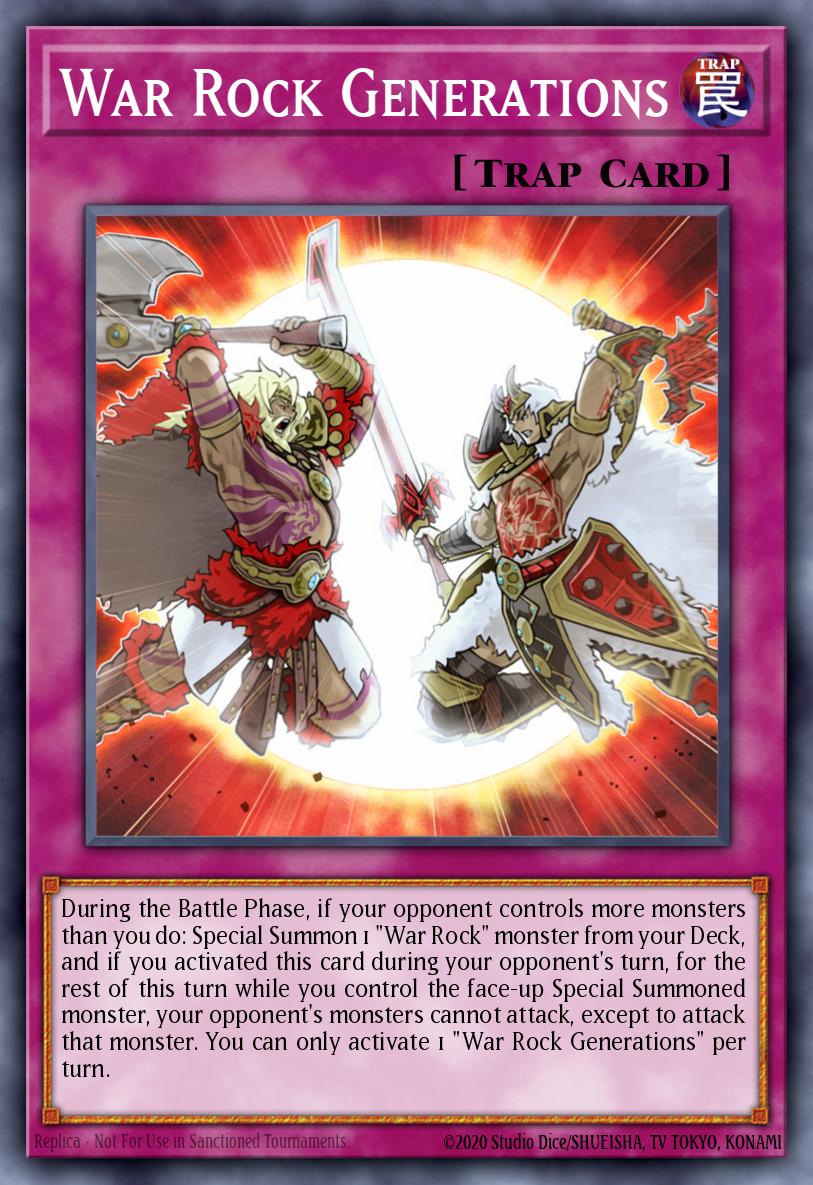 War Rock Generations
TRAP
罠
[Trap Card]
During the Battle Phase, if your opponent controls more monsters
than you do: Special Summon 1 "War Rock" monster from your Deck,
and if you activated this card during your opponent's turn, for the
rest of this turn while you control the face-up Special Summoned
monster, your opponent's monsters cannot attack, except to attack
that monster. You can only activate 1 "War Rock Generations" per
turn.
Replica - Not For Use in Sanctioned Tournaments.
©2020 Studio Dice/SHUEISHA, TV TOKYO, KONAMI